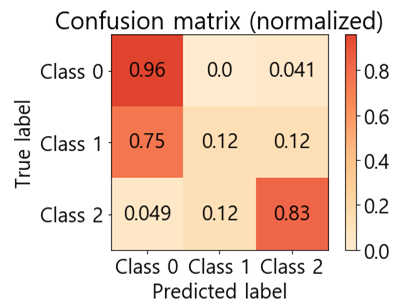 Confusion matrix (normalized)
Class 0 0.96 0.0 0.041
Class 1 0.75 0.12 0.12
Class 2 0.049 0.12 0.83
Class 0 Class 1 Class 2
Predicted label
True label
0.8
0.6
0.4
0.2
0.0